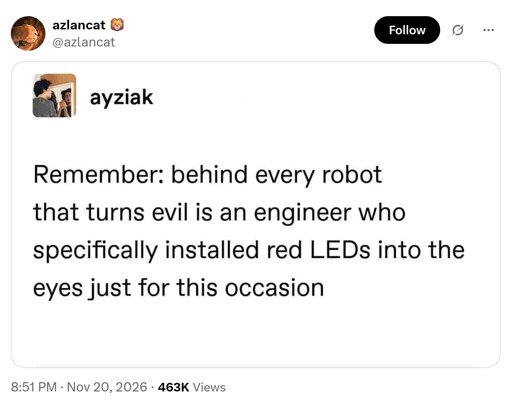 azlancat 🦁
@azlancat
Follow
ayziak
Remember: behind every robot
that turns evil is an engineer who
specifically installed red LEDs into the
eyes just for this occasion
8:51 PM · Nov 20, 2026 · 463K Views